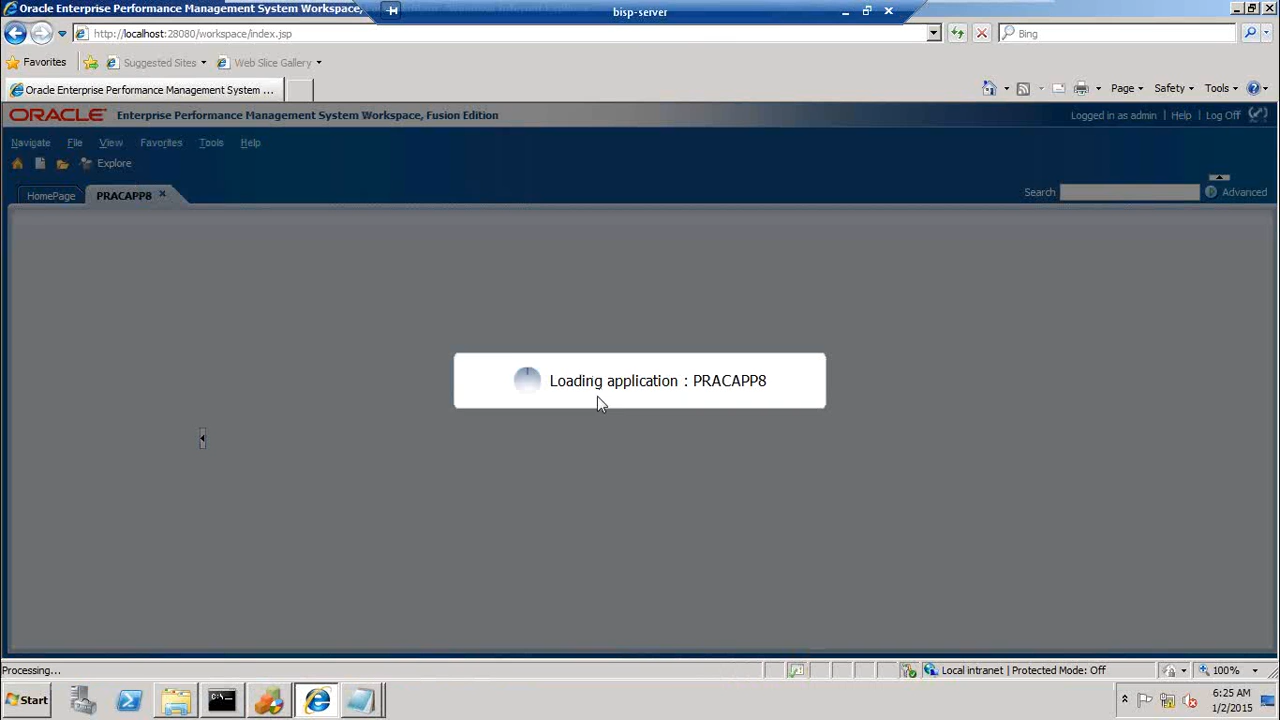 Oracle Enterprise Performance Management System Workspace,
bisp-server
http://localhost:28080/workspace/index.jsp
Bing
Favorites
Suggested Sites
Web Slice Gallery
Oracle Enterprise Performance Management System ...
Page
Safety
Tools
ORACLE
Enterprise Performance Management System Workspace, Fusion Edition
Logged in as admin | Help | Log Off
Navigate File View Favorites Tools Help
Explore
HomePage
PRACAPP8
Search
Advanced
Loading application : PRACAPP8
Processing...
Local intranet | Protected Mode: Off
100%
Start
6:25 AM
1/2/2015